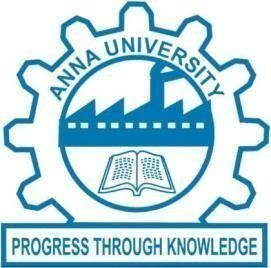 ANNA UNIVERSITY
PROGRESS THROUGH KNOWLEDGE